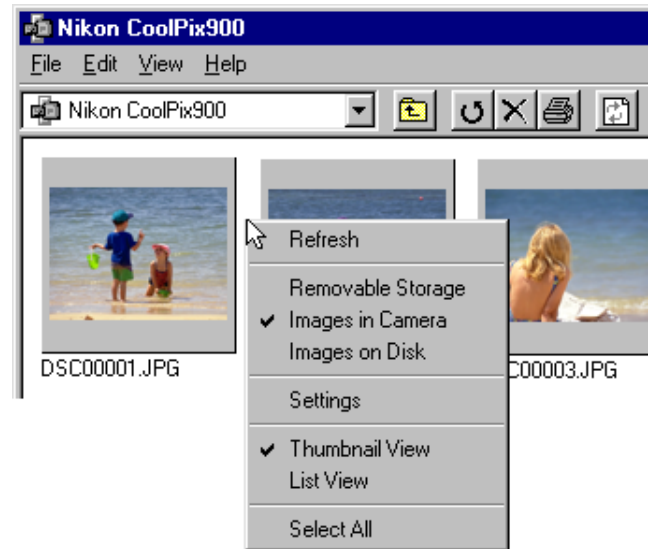 Nikon CoolPix900
File Edit View Help
Nikon CoolPix900
Refresh
Removable Storage
Images in Camera
Images on Disk
DSC00001.JPG
C00003.JPG
Settings
Thumbnail View
List View
Select All